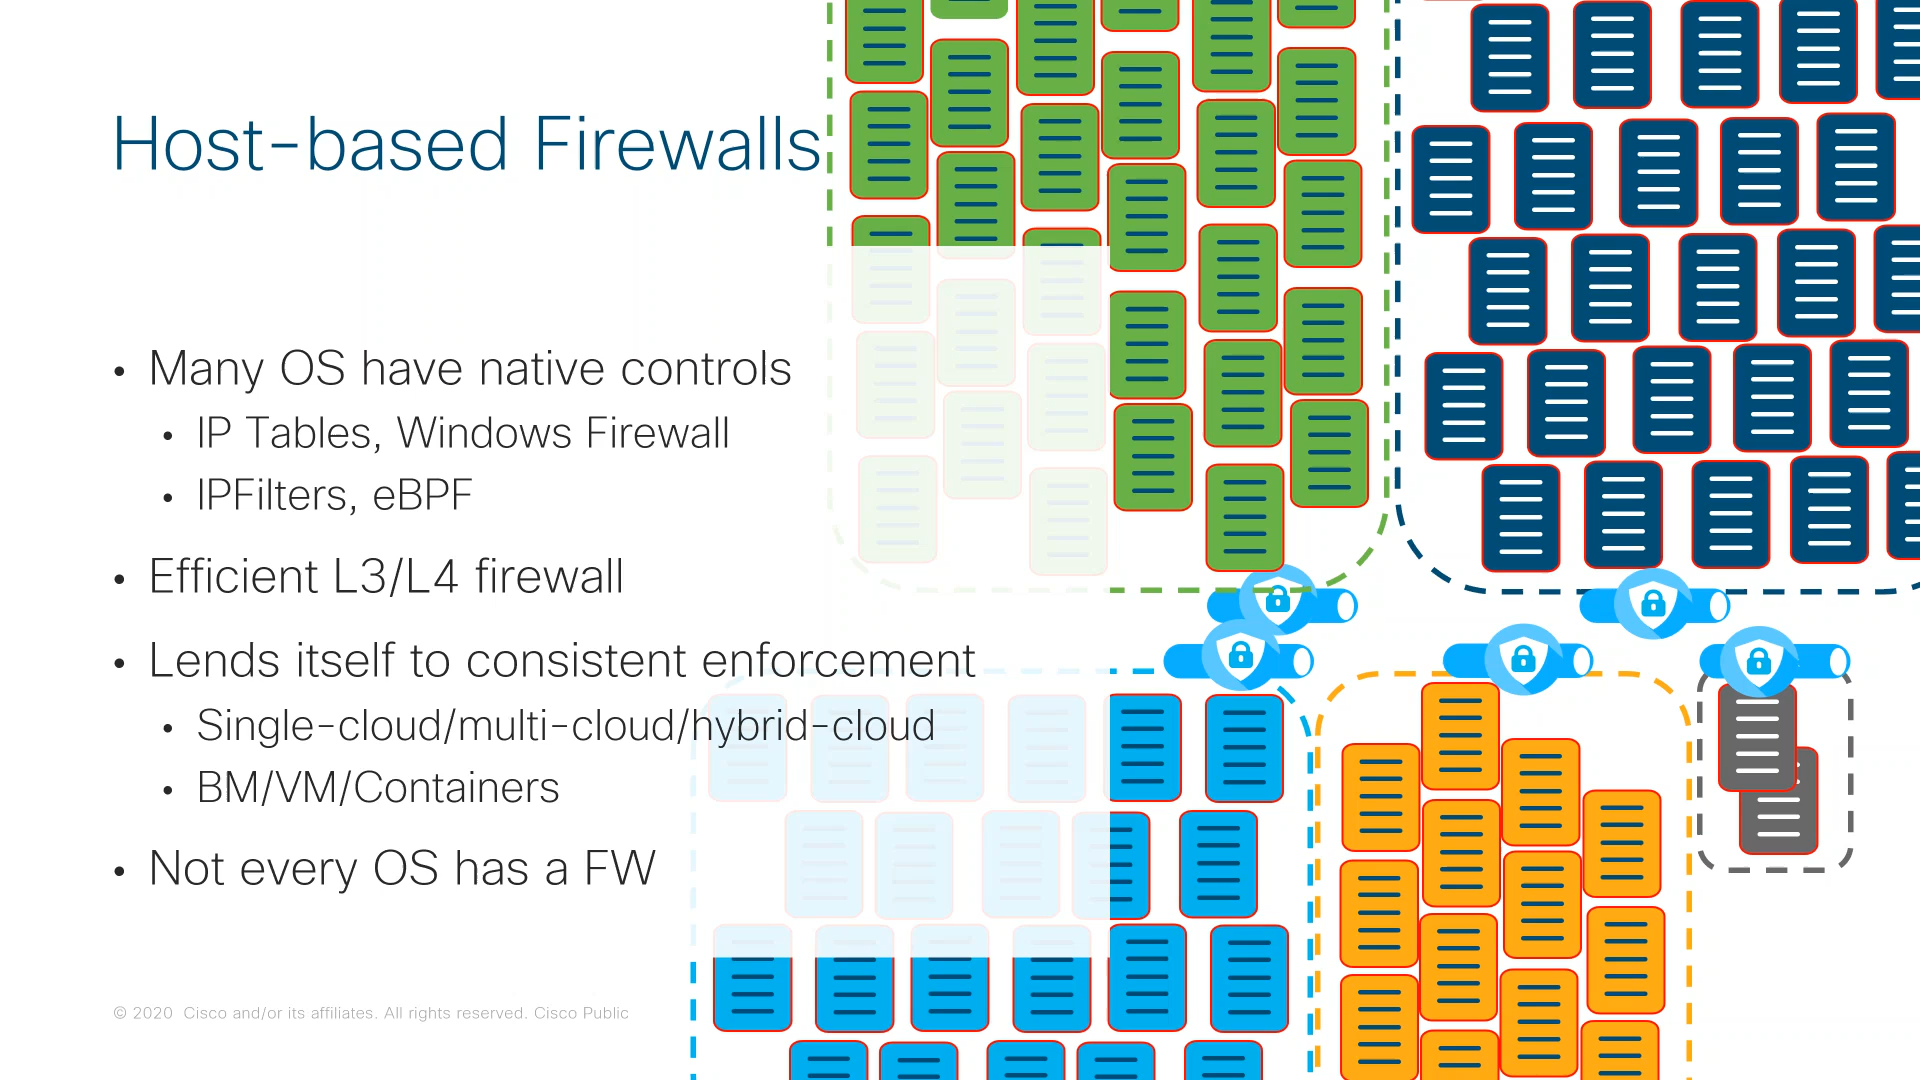 Host-based Firewalls
• Many OS have native controls
• IP Tables, Windows Firewall
• IPFilters, eBPF
• Efficient L3/L4 firewall
• Lends itself to consistent enforcement
• Single-cloud/multi-cloud/hybrid-cloud
• BM/VM/Containers
• Not every OS has a FW
© 2020 Cisco and/or its affiliates. All rights reserved. Cisco Public